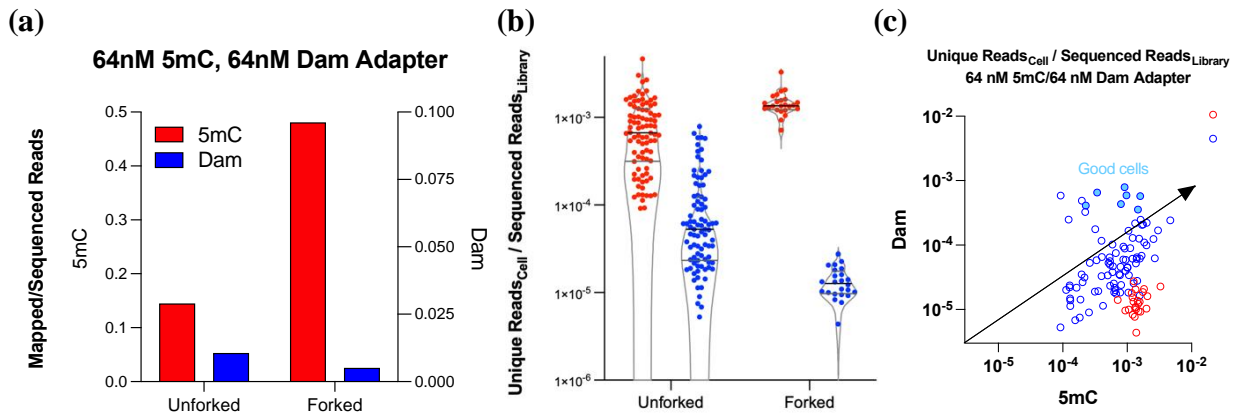 (a)
64nM 5mC, 64nM Dam Adapter
Mapped/Sequenced Reads
5mC
0.5
0.4
0.3
0.2
0.1
0.0
5mC
Dam
0.100
0.075
0.050
0.025
0.000
Dam
Unforked
Forked
(b)
Unique ReadsCell / Sequenced ReadsLibrary
1×10-3
1×10-4
1×10-5
1×10-6
Unforked
Forked
(c)
Unique ReadsCell / Sequenced ReadsLibrary
64 nM 5mC/64 nM Dam Adapter
Dam
10-2
10-3
10-4
10-5
Good cells
10-5
10-4
10-3
10-2
5mC